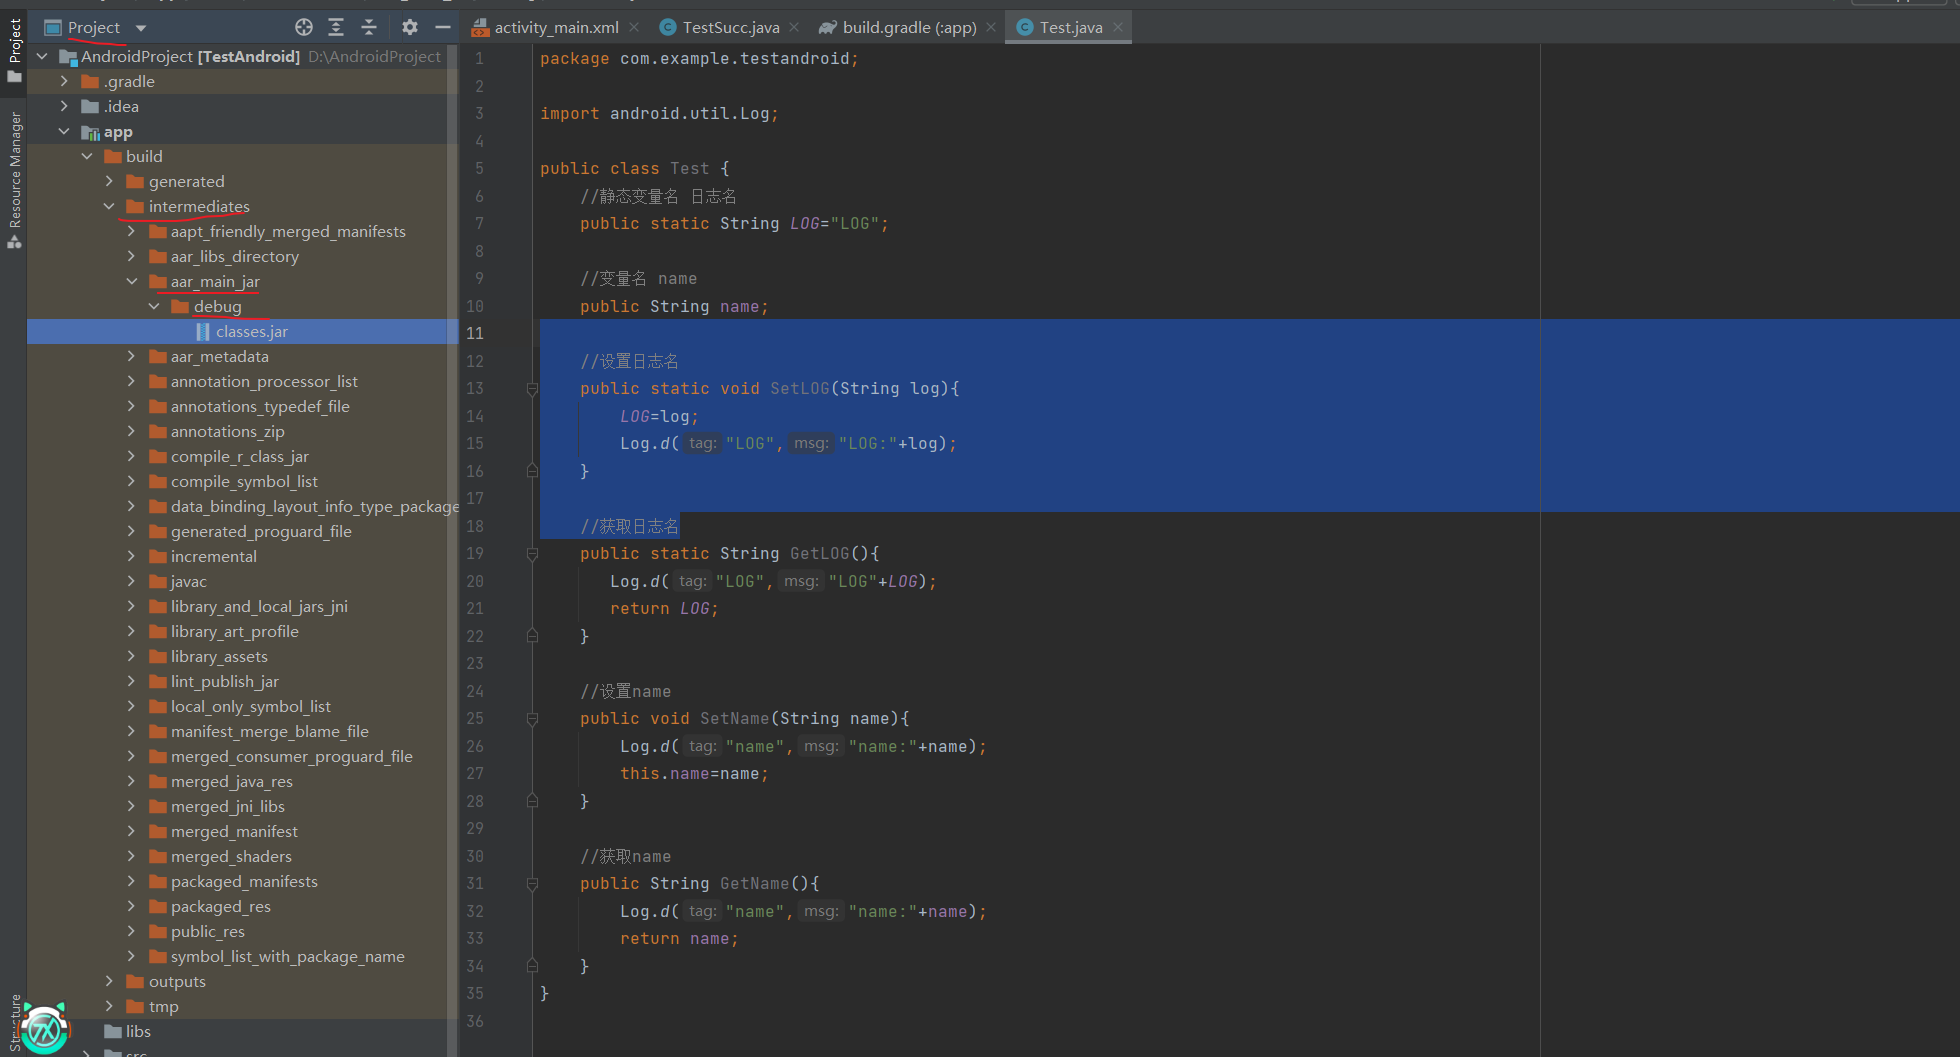 Project
activity_main.xml
TestSucc.java
build.gradle (:app)
Test.java
Project
Resource Manager
Structure
AndroidProject [TestAndroid] D:\AndroidProject
.gradle
.idea
app
build
generated
intermediates
aapt_friendly_merged_manifests
aar_libs_directory
aar_main_jar
debug
classes.jar
aar_metadata
annotation_processor_list
annotations_typedef_file
annotations_zip
compile_r_class_jar
compile_symbol_list
data_binding_layout_info_type_package
generated_proguard_file
incremental
javac
library_and_local_jars_jni
library_art_profile
library_assets
lint_publish_jar
local_only_symbol_list
manifest_merge_blame_file
merged_consumer_proguard_file
merged_java_res
merged_jni_libs
merged_manifest
merged_shaders
packaged_manifests
packaged_res
public_res
symbol_list_with_package_name
outputs
tmp
libs
src
1 package com.example.testandroid;
2
3 import android.util.Log;
4
5 public class Test {
6 //静态变量名 日志名
7 public static String LOG="LOG";
8
9 //变量名 name
10 public String name;
11
12 //设置日志名
13 public static void SetLOG(String log){
14 LOG=log;
15 Log.d( tag: "LOG", msg: "LOG:"+log);
16 }
17
18 //获取日志名
19 public static String GetLOG(){
20 Log.d( tag: "LOG", msg: "LOG"+LOG);
21 return LOG;
22 }
23
24 //设置name
25 public void SetName(String name){
26 Log.d( tag: "name", msg: "name:"+name);
27 this.name=name;
28 }
29
30 //获取name
31 public String GetName(){
32 Log.d( tag: "name", msg: "name:"+name);
33 return name;
34 }
35 }
36